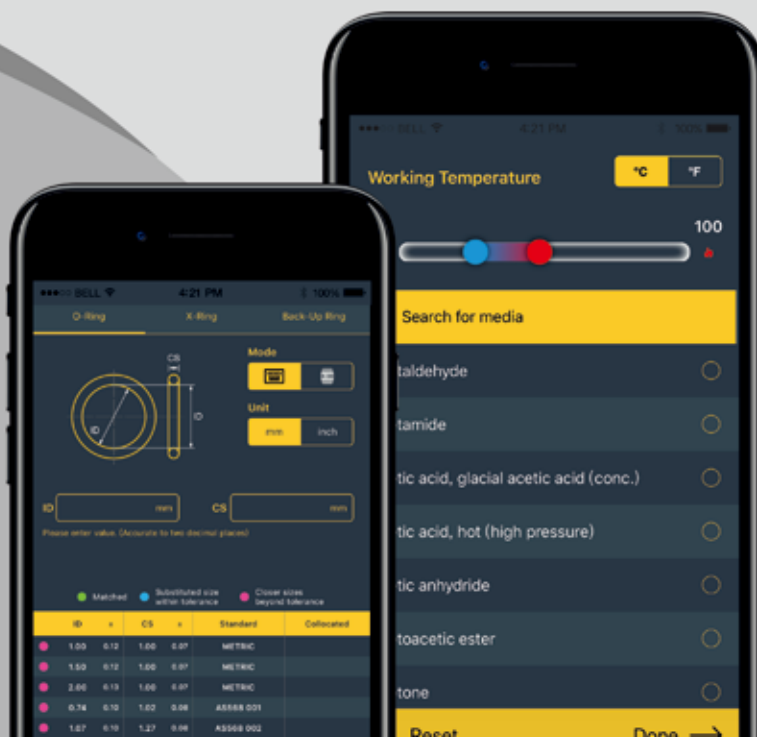 BELL 4:21 PM 100%
Working Temperature °C °F
100
Search for media
taldehyde
tamide
tic acid, glacial acetic acid (conc.)
tic acid, hot (high pressure)
tic anhydride
toacetic ester
tone
Reset Done
BELL 4:21 PM 100%
O-Ring X-Ring Back-Up Ring
CS
Mode
ID
D
Unit
mm inch
ID mm CS mm
Please enter value. (Accurate to two decimal places)
Matched Substituted size within tolerance Closer sizes beyond tolerance
ID ± CS ± Standard Collocated
1.00 0.12 1.00 0.07 METRIC
1.50 0.12 1.00 0.07 METRIC
2.00 0.13 1.00 0.07 METRIC
0.74 0.10 1.02 0.08 AS568 001
1.07 0.10 1.27 0.08 AS568 002